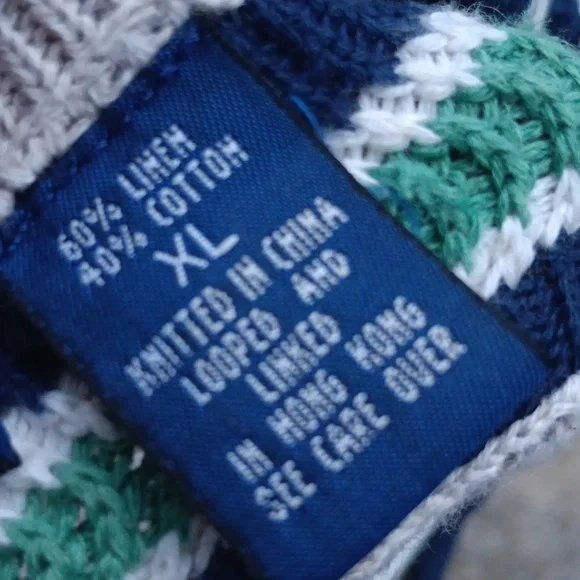 60% LINEN
40% COTTON
XL
KNITTED IN CHINA
LOOPED AND
LINKED
IN HONG KONG
SEE CARE OVER